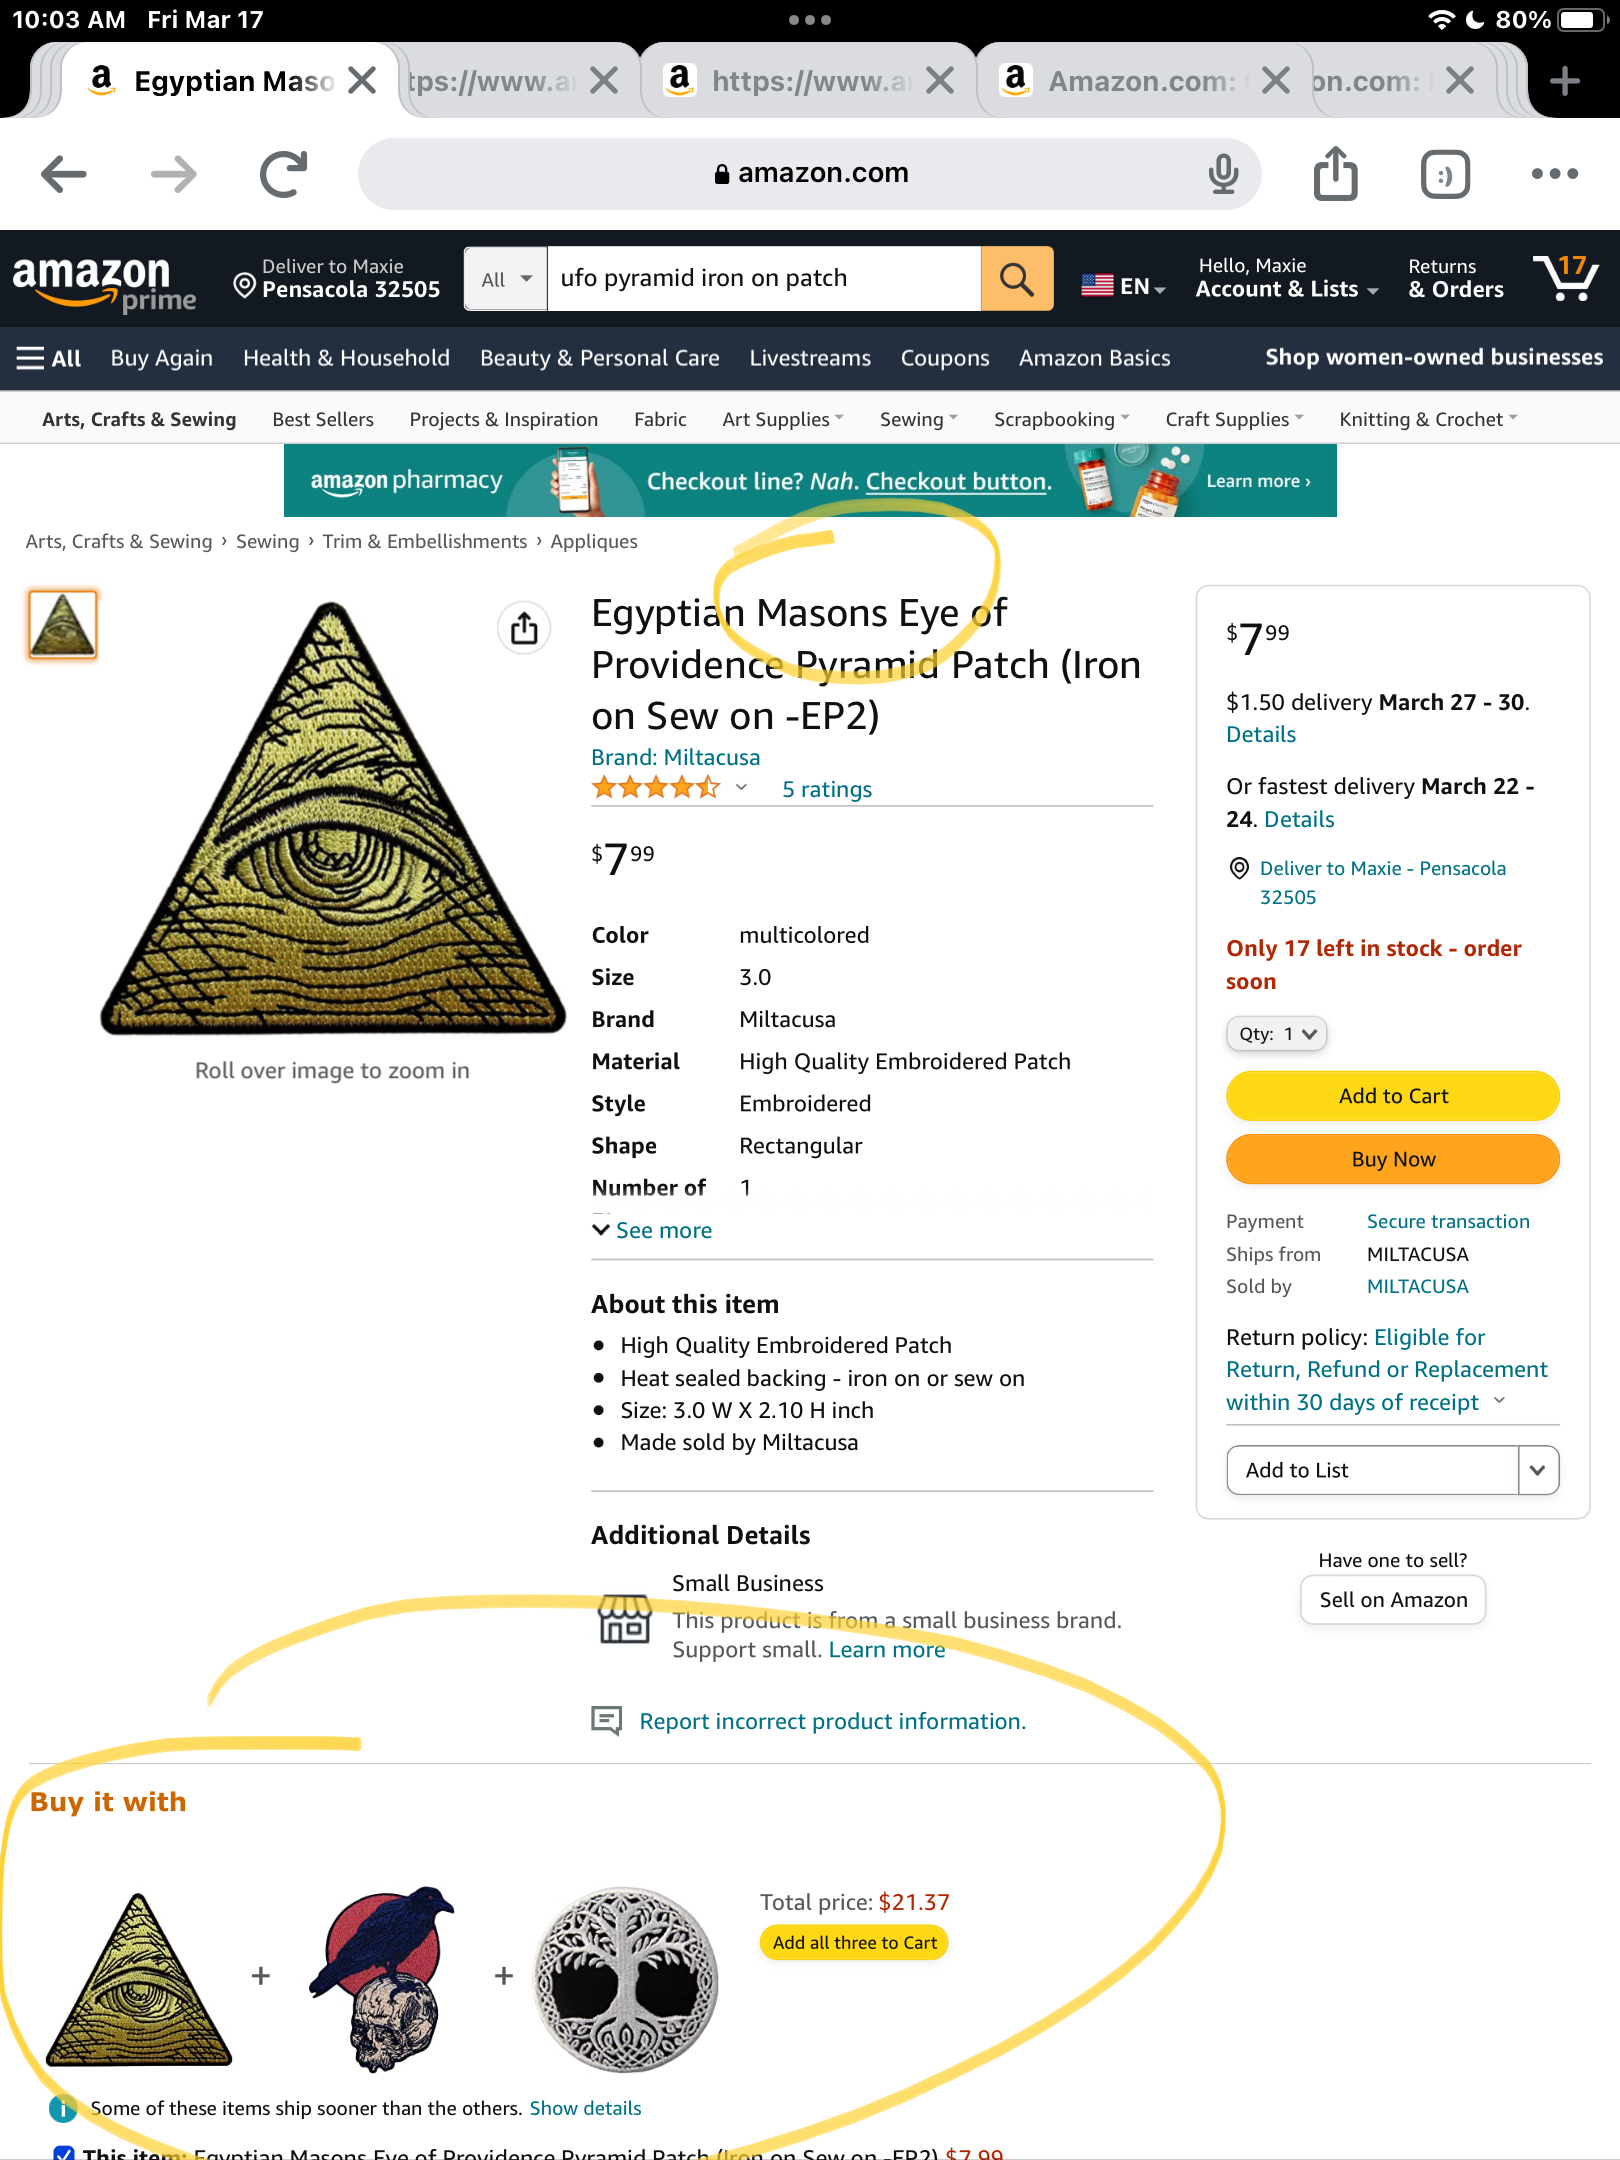 10:03 AM Fri Mar 17
80%
Egyptian Maso
tps://www.a
https://www.a
Amazon.com:
on.com:
amazon.com
amazon prime
Deliver to Maxie
Pensacola 32505
All
ufo pyramid iron on patch
EN
Hello, Maxie
Account & Lists
Returns
& Orders
17
All Buy Again Health & Household Beauty & Personal Care Livestreams Coupons Amazon Basics Shop women-owned businesses
Arts, Crafts & Sewing Best Sellers Projects & Inspiration Fabric Art Supplies Sewing Scrapbooking Craft Supplies Knitting & Crochet
amazon pharmacy Checkout line? Nah. Checkout button. Learn more ›
Arts, Crafts & Sewing › Sewing › Trim & Embellishments › Appliques
Roll over image to zoom in
Egyptian Masons Eye of
Providence Pyramid Patch (Iron
on Sew on -EP2)
Brand: Miltacusa
5 ratings
$7 99
Color multicolored
Size 3.0
Brand Miltacusa
Material High Quality Embroidered Patch
Style Embroidered
Shape Rectangular
Number of 1
See more
About this item
• High Quality Embroidered Patch
• Heat sealed backing - iron on or sew on
• Size: 3.0 W X 2.10 H inch
• Made sold by Miltacusa
Additional Details
Small Business
This product is from a small business brand.
Support small. Learn more
Report incorrect product information.
$7 99
$1.50 delivery March 27 - 30.
Details
Or fastest delivery March 22 -
24. Details
Deliver to Maxie - Pensacola
32505
Only 17 left in stock - order
soon
Qty: 1
Add to Cart
Buy Now
Payment Secure transaction
Ships from MILTACUSA
Sold by MILTACUSA
Return policy: Eligible for
Return, Refund or Replacement
within 30 days of receipt
Add to List
Have one to sell?
Sell on Amazon
Buy it with
+ +
Total price: $21.37
Add all three to Cart
Some of these items ship sooner than the others. Show details
This item: Egyptian Masons Eye of Providence Pyramid Patch (Iron on Sew on -EP2) $7.99